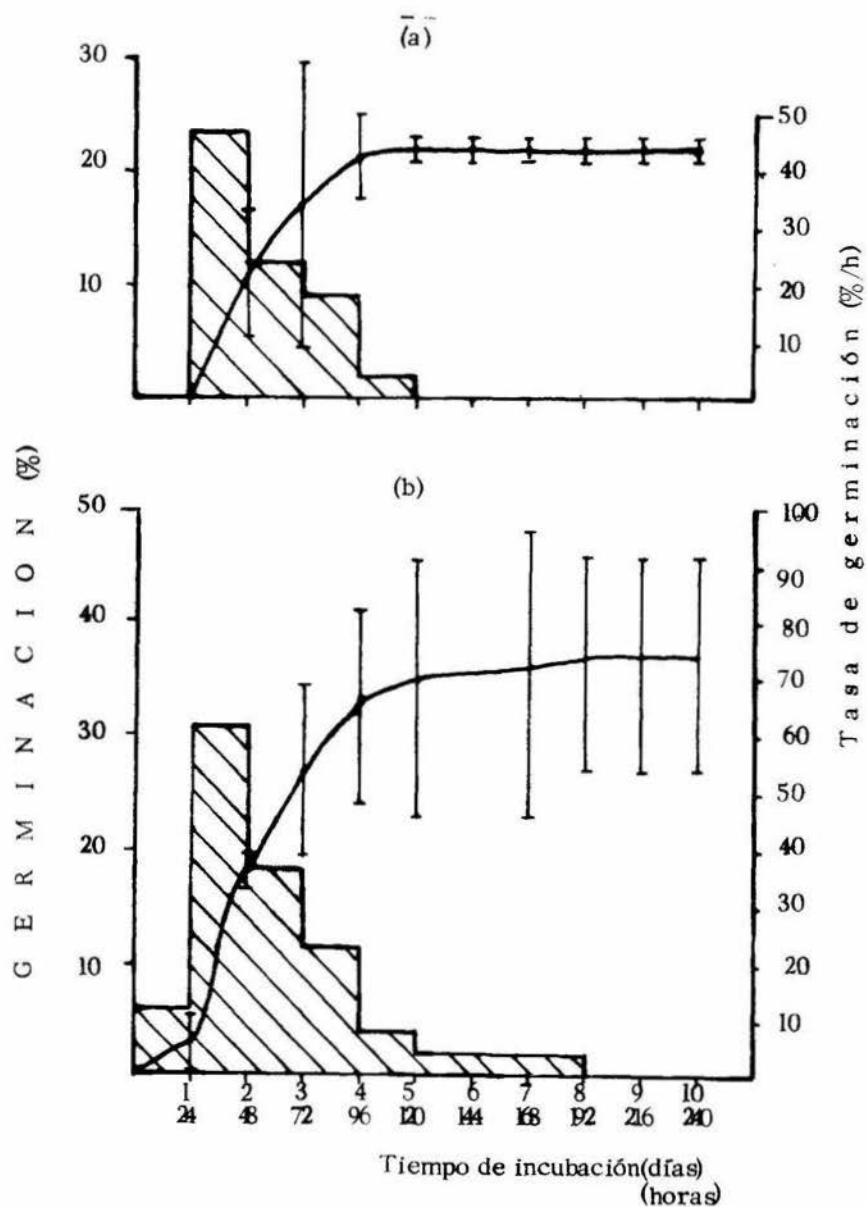 (a)
30
20
10
50
40
30
20
10
(b)
50
40
30
20
10
100
90
80
70
60
50
40
30
20
10
GERMINACION (%)
Tasa de germinación (%/h)
1 2 3 4 5 6 7 8 9 10
24 48 72 96 120 144 168 192 216 240
Tiempo de incubación (días)
(horas)